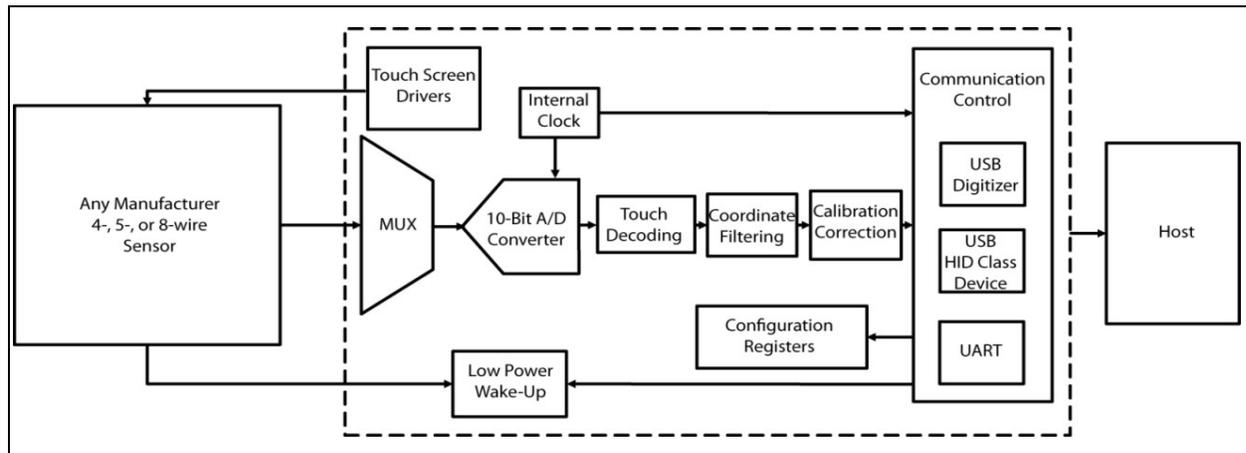 Touch Screen
Drivers
Communication
Control
Internal
Clock
USB
Digitizer
Any Manufacturer
4-, 5-, or 8-wire
Sensor
MUX
10-Bit A/D
Converter
Touch
Decoding
Coordinate
Filtering
Calibration
Correction
Host
USB
HID Class
Device
Configuration
Registers
UART
Low Power
Wake-Up